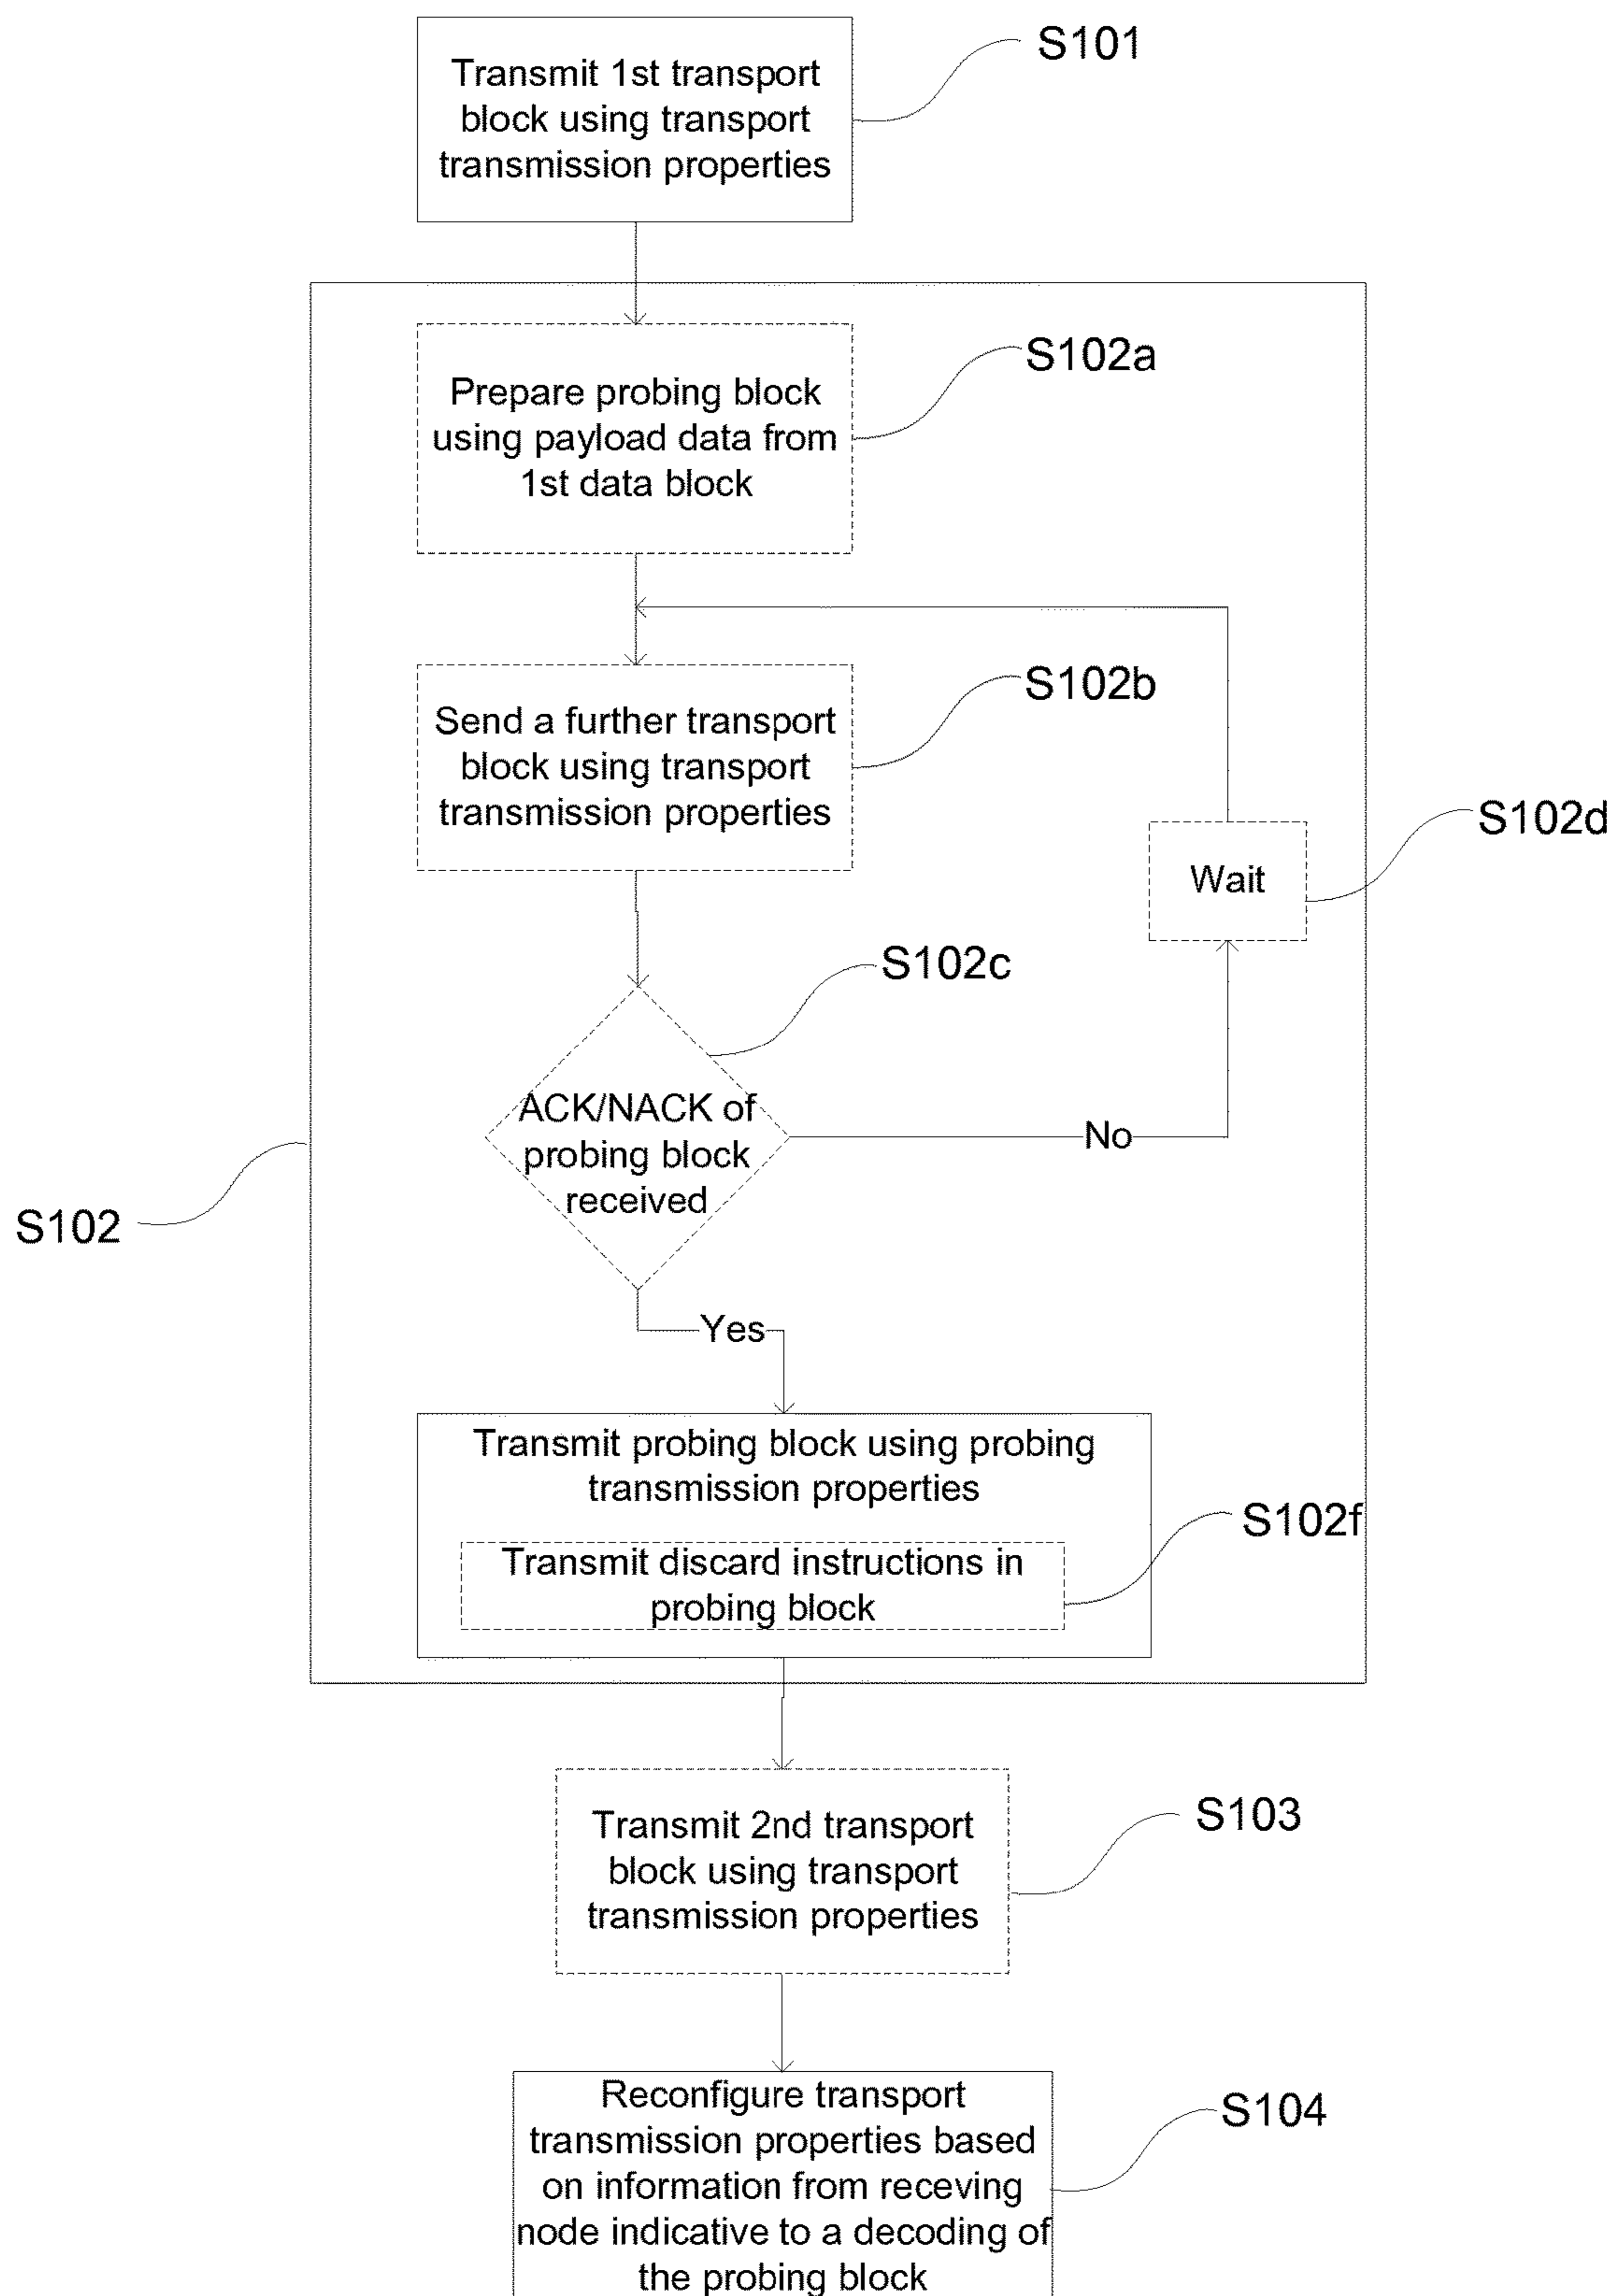 Transmit 1st transport
block using transport
transmission properties
S101
Prepare probing block
using payload data from
1st data block
S102a
Send a further transport
block using transport
transmission properties
S102b
Wait
S102d
ACK/NACK of
probing block
received
S102c
No
S102
Yes
Transmit probing block using probing
transmission properties
Transmit discard instructions in
probing block
S102f
Transmit 2nd transport
block using transport
transmission properties
S103
Reconfigure transport
transmission properties based
on information from receving
node indicative to a decoding of
the probing block
S104